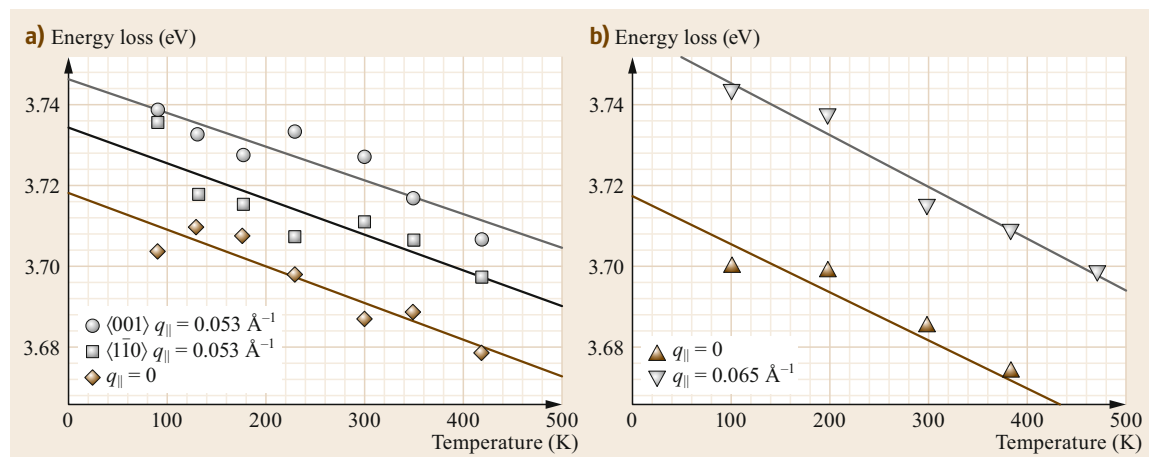 a) Energy loss (eV)
3.74
3.72
3.70
3.68
⟨001⟩ q∥ = 0.053 Å⁻¹
⟨11̄0⟩ q∥ = 0.053 Å⁻¹
q∥ = 0
0 100 200 300 400 500
Temperature (K)
b) Energy loss (eV)
3.74
3.72
3.70
3.68
q∥ = 0
q∥ = 0.065 Å⁻¹
0 100 200 300 400 500
Temperature (K)